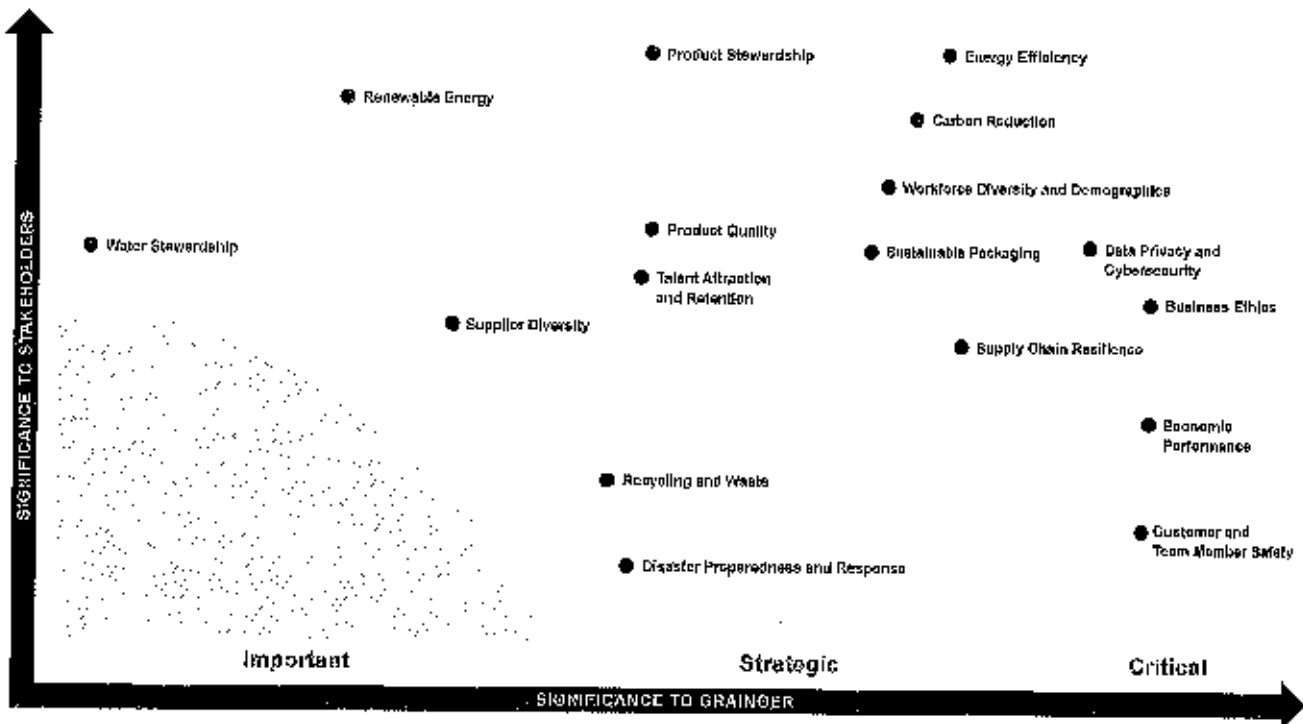 Product Stewardship
Energy Efficiency
Renewable Energy
Carbon Reduction
Workforce Diversity and Demographics
Water Stewardship
Product Quality
Sustainable Packaging
Data Privacy and
Cybersecurity
Talent Attraction
and Retention
Supplier Diversity
Business Ethics
Supply Chain Resilience
Economic
Performance
Recycling and Waste
Customer and
Team Member Safety
Disaster Preparedness and Response
SIGNIFICANCE TO STAKEHOLDERS
Important
Strategic
Critical
SIGNIFICANCE TO GRAINGER